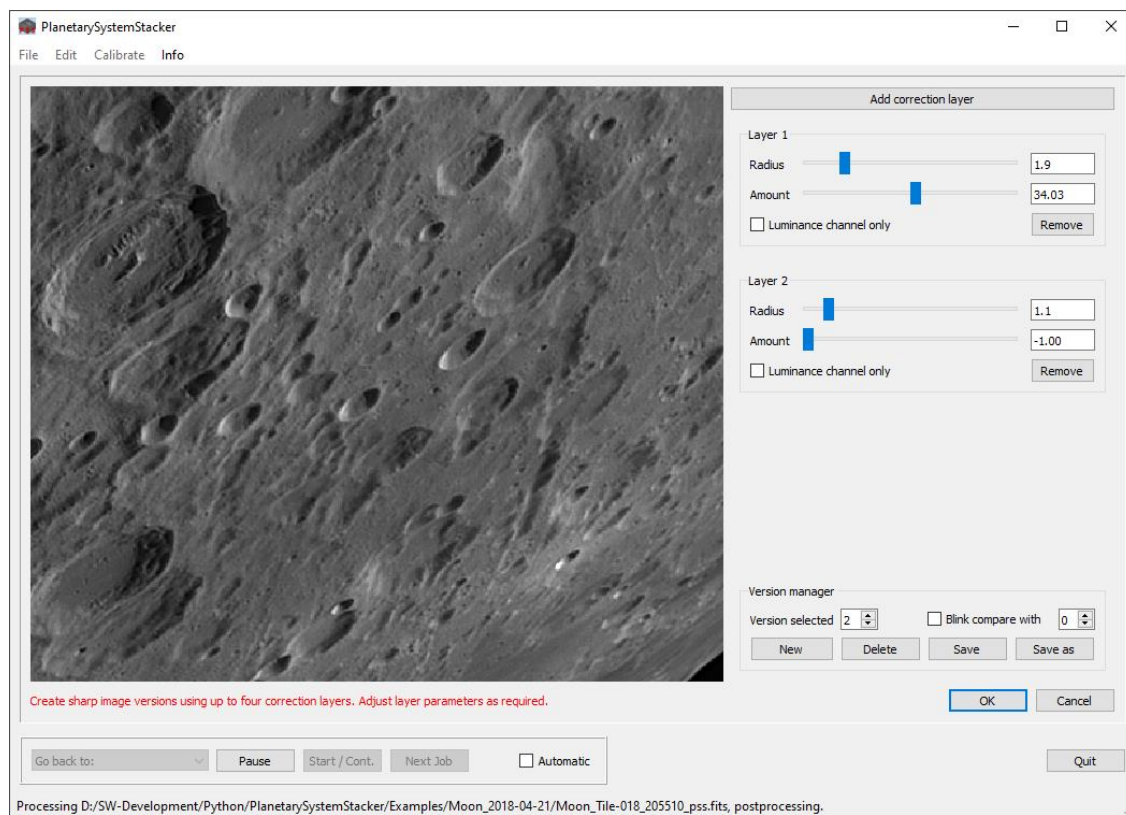 PlanetarySystemStacker
File Edit Calibrate Info
Add correction layer
Layer 1
Radius 1.9
Amount 34.03
Luminance channel only Remove
Layer 2
Radius 1.1
Amount -1.00
Luminance channel only Remove
Version manager
Version selected 2 Blink compare with 0
New Delete Save Save as
Create sharp image versions using up to four correction layers. Adjust layer parameters as required.
OK Cancel
Go back to: Pause Start / Cont. Next Job Automatic Quit
Processing D:/SW-Development/Python/PlanetarySystemStacker/Examples/Moon_2018-04-21/Moon_Tile-018_205510_pss.fits, postprocessing.